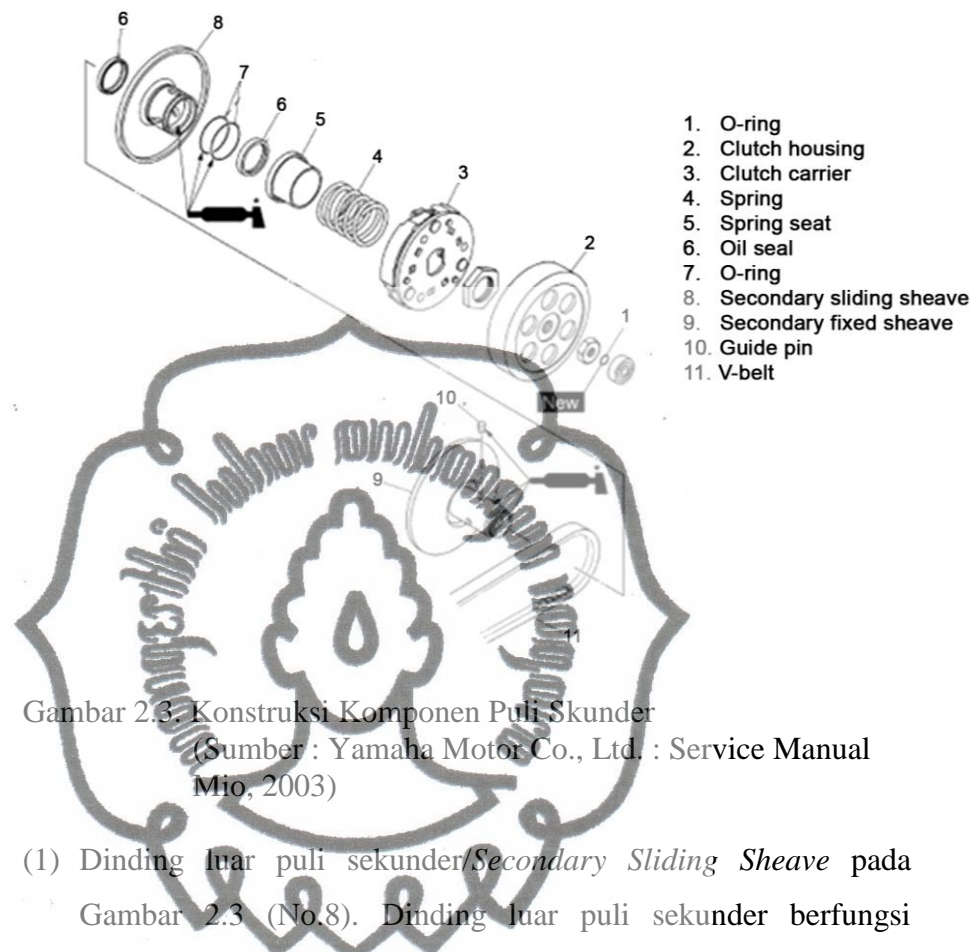 6
8
7
6
5
4
3
2
1
New
10
9
11
1. O-ring
2. Clutch housing
3. Clutch carrier
4. Spring
5. Spring seat
6. Oil seal
7. O-ring
8. Secondary sliding sheave
9. Secondary fixed sheave
10. Guide pin
11. V-belt
Gambar 2.3. Konstruksi Komponen Puli Skunder
(Sumber : Yamaha Motor Co., Ltd. : Service Manual
Mio, 2003)
(1) Dinding luar puli sekunder/Secondary Sliding Sheave pada
Gambar 2.3 (No.8). Dinding luar puli sekunder berfungsi